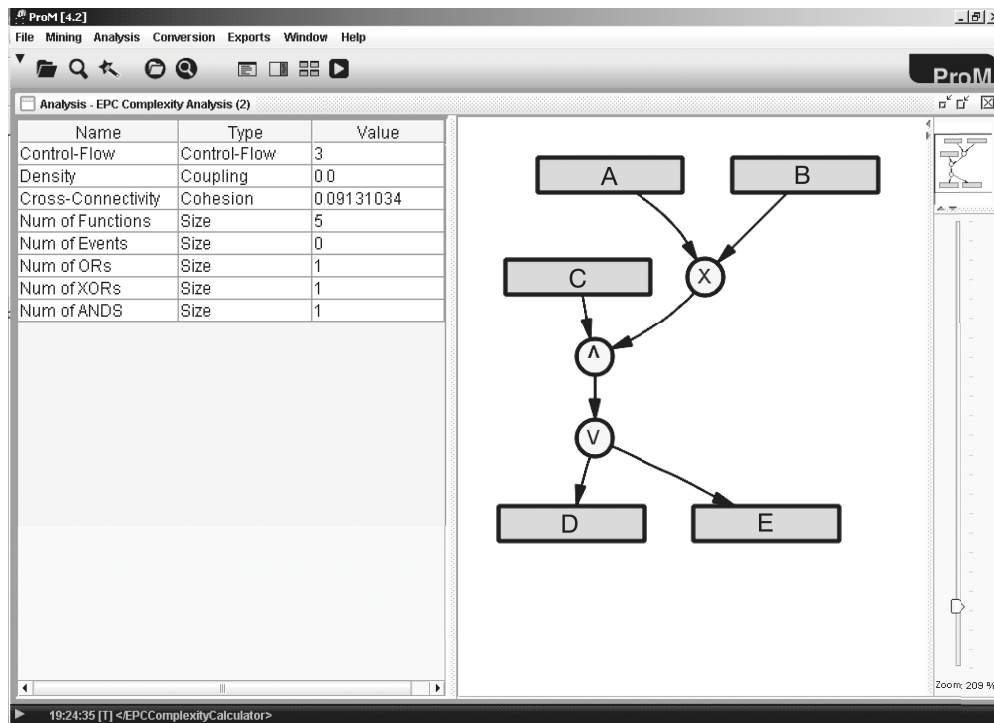 ProM [4.2]
File Mining Analysis Conversion Exports Window Help
ProM
Analysis - EPC Complexity Analysis (2)
Name Type Value
Control-Flow Control-Flow 3
Density Coupling 0.0
Cross-Connectivity Cohesion 0.09131034
Num of Functions Size 5
Num of Events Size 0
Num of ORs Size 1
Num of XORs Size 1
Num of ANDS Size 1
A
B
C
X
^
V
D
E
Zoom: 209 %
19:24:35 [T] </EPCComplexityCalculator>